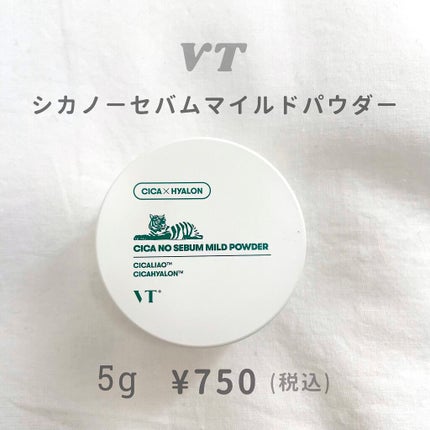 VT
シカノーセバムマイルドパウダー
CICA × HYALON
CICA NO SEBUM MILD POWDER
CICALIAO™
CICAHYALON™
VT®
5g ¥750 (税込)